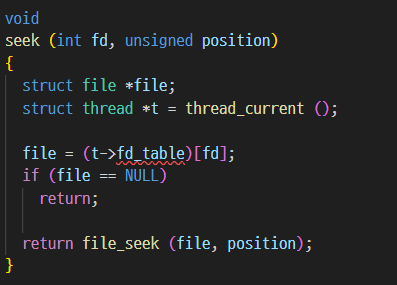 void
seek (int fd, unsigned position)
{
  struct file *file;
  struct thread *t = thread_current ();

  file = (t->fd_table)[fd];
  if (file == NULL)
    return;

  return file_seek (file, position);
}